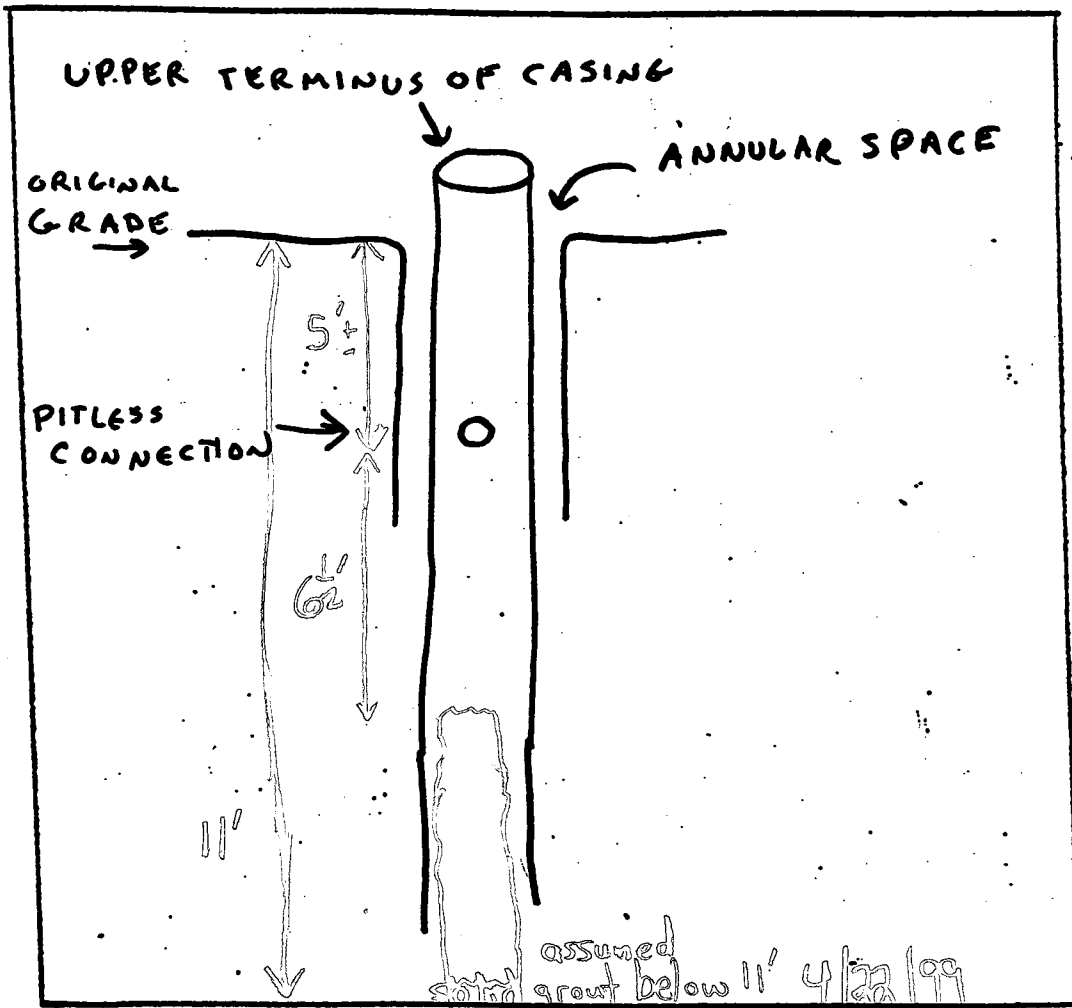 UPPER TERMINUS OF CASING
ANNULAR SPACE
ORIGINAL
GRADE
5'±
PITLESS
CONNECTION
6½'
11'
assumed
grout below 11' 4/22/99